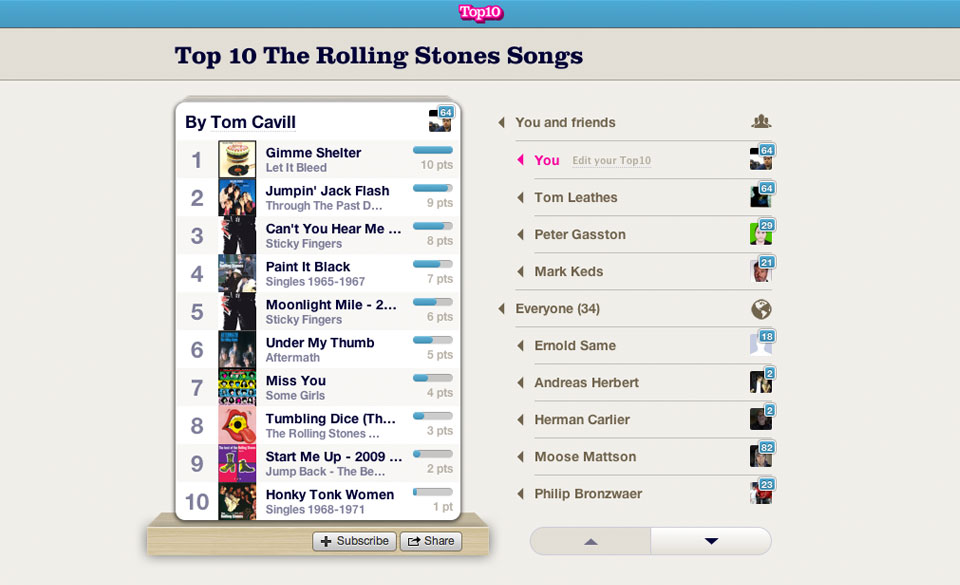 Top10
Top 10 The Rolling Stones Songs
By Tom Cavill
64
1
Gimme Shelter
Let It Bleed
10 pts
2
Jumpin' Jack Flash
Through The Past D...
9 pts
3
Can't You Hear Me ...
Sticky Fingers
8 pts
4
Paint It Black
Singles 1965-1967
7 pts
5
Moonlight Mile - 2...
Sticky Fingers
6 pts
6
Under My Thumb
Aftermath
5 pts
7
Miss You
Some Girls
4 pts
8
Tumbling Dice (Th...
The Rolling Stones ...
3 pts
9
Start Me Up - 2009 ...
Jump Back - The Be...
2 pts
10
Honky Tonk Women
Singles 1968-1971
1 pt
Subscribe
Share
You and friends
You Edit your Top10 64
Tom Leathes 64
Peter Gasston 29
Mark Keds 21
Everyone (34)
Ernold Same 18
Andreas Herbert 2
Herman Carlier 2
Moose Mattson 82
Philip Bronzwaer 23